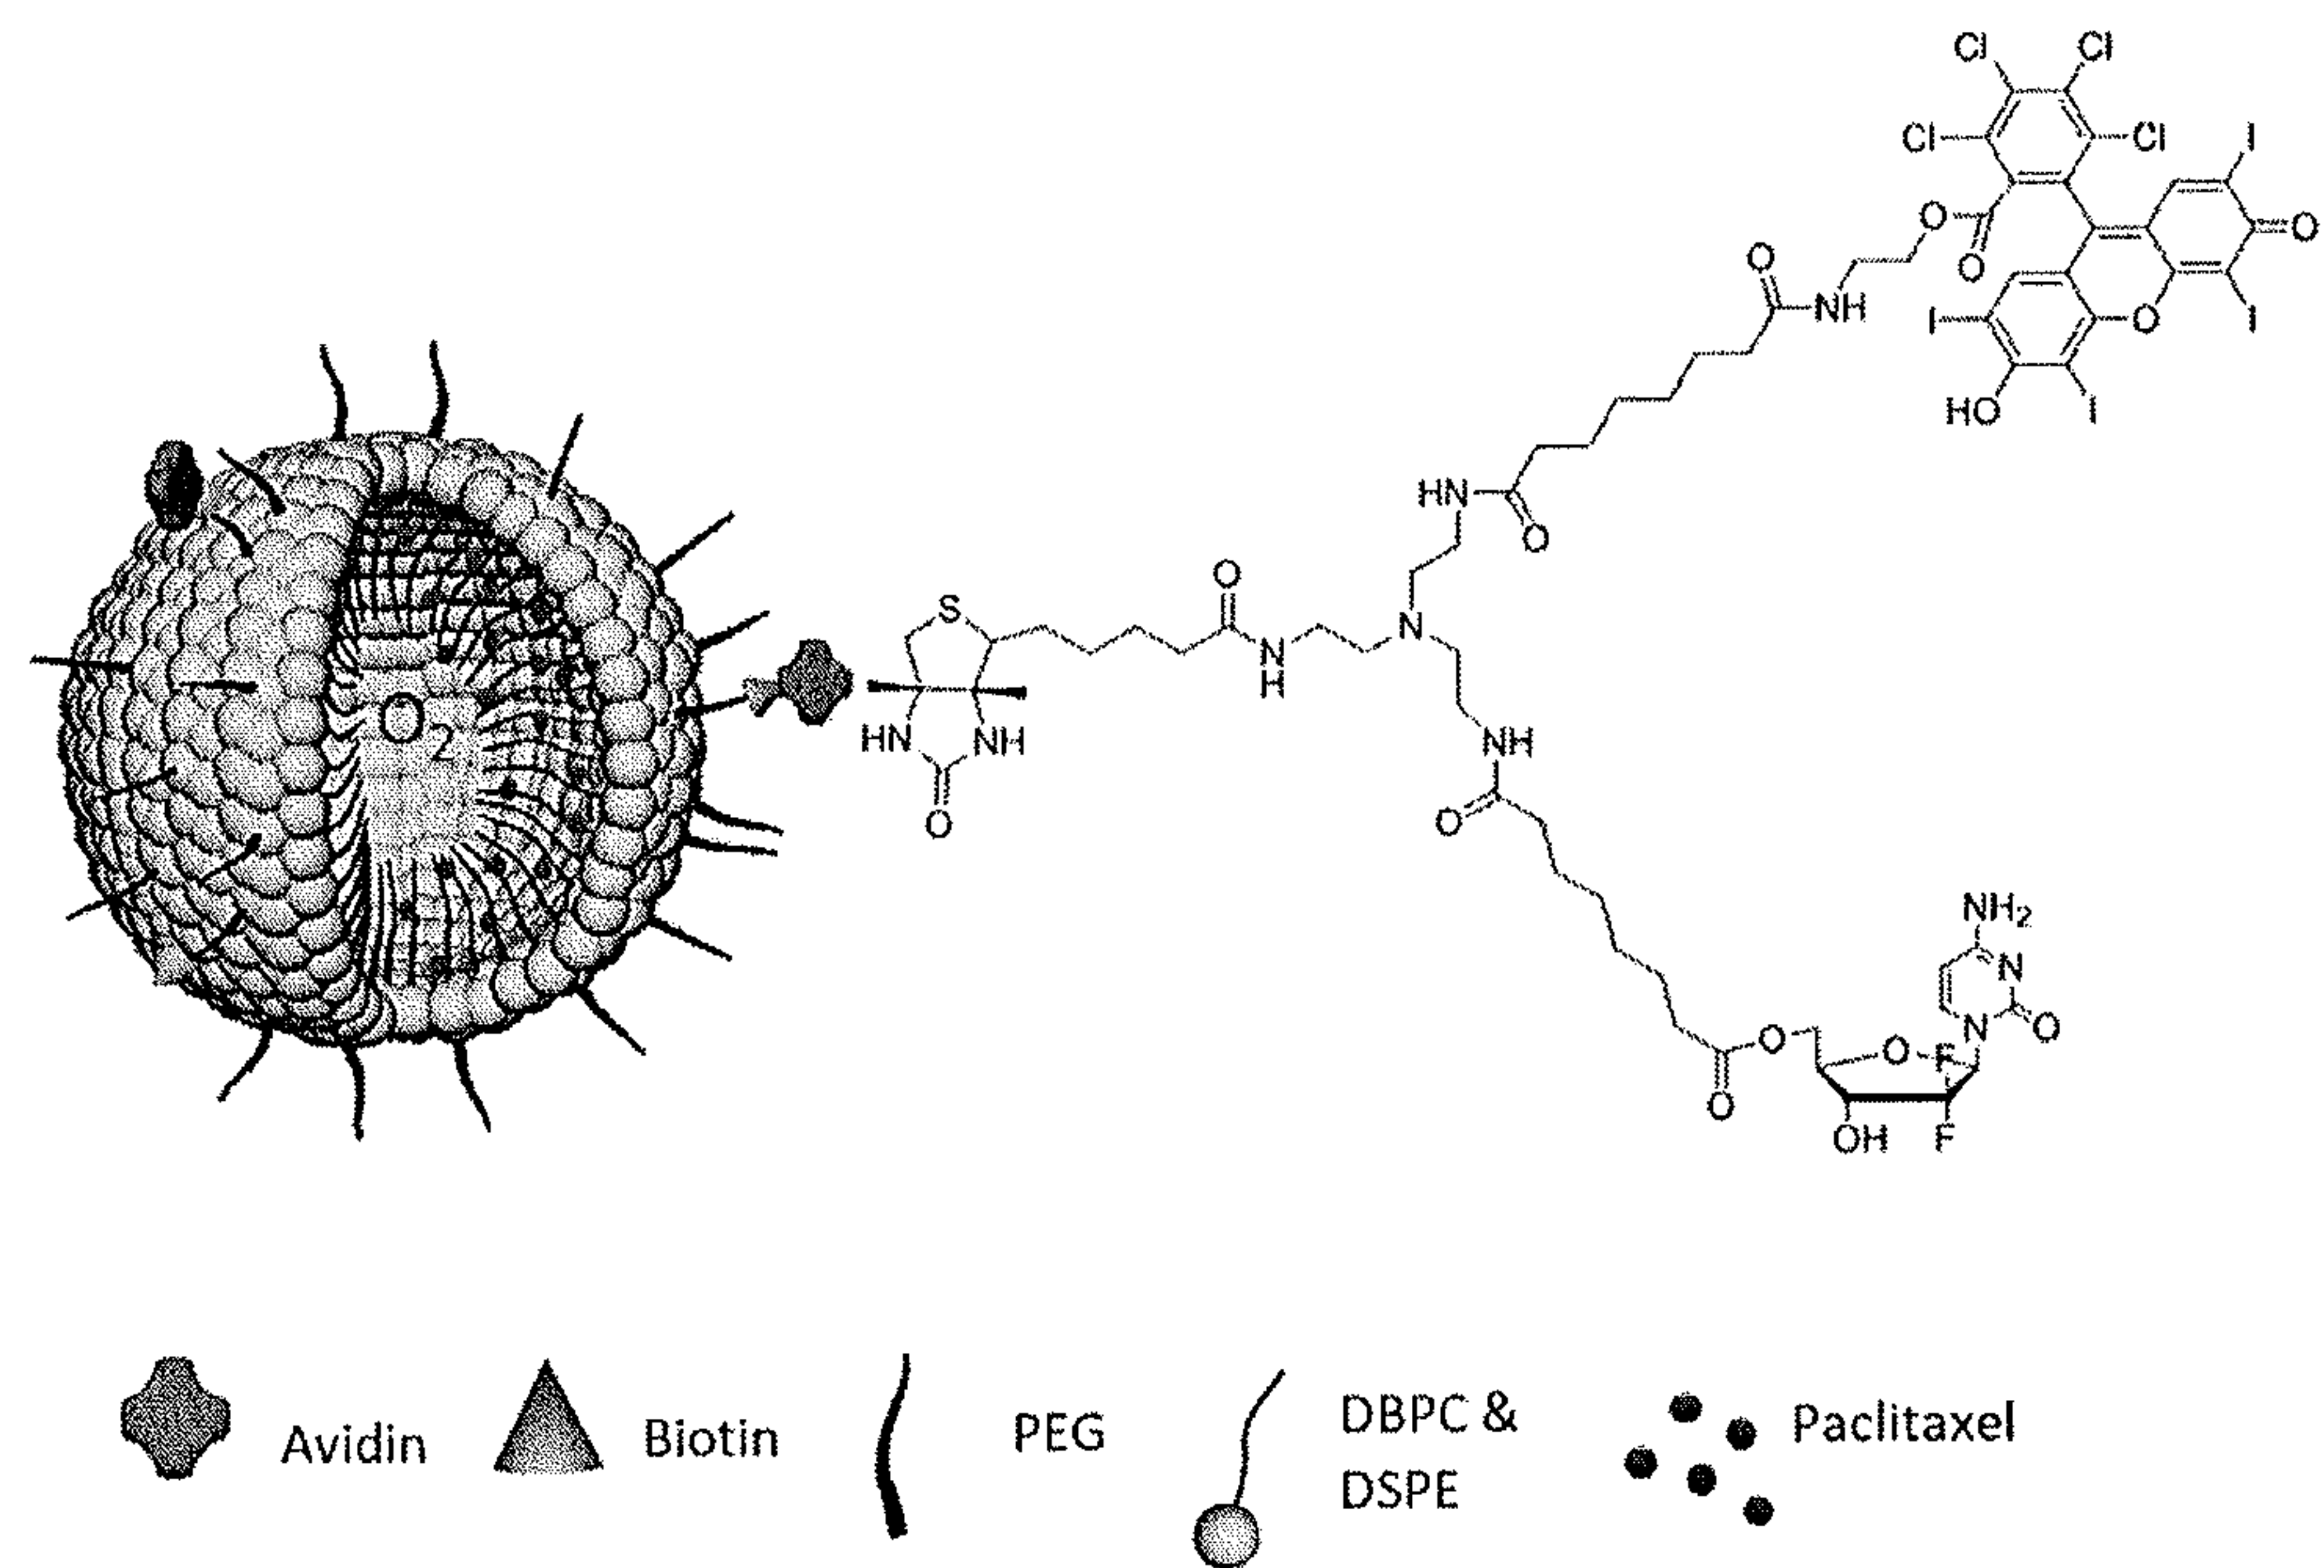 Cl Cl
Cl Cl
I
O
O
O
O
NH
I
O
I
HO
I
HN
O
O
S
N
N
H
O₂
HN NH
NH
O
O
NH₂
N
O
N
O
O
F
O
OH F
Avidin
Biotin
PEG
DBPC &
DSPE
Paclitaxel